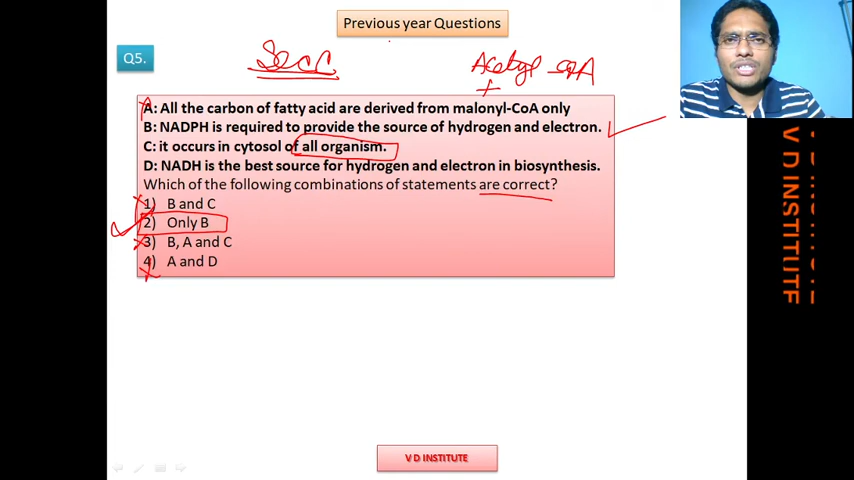 Previous year Questions
Q5.
Sec C
Acetyl-coA
+
A: All the carbon of fatty acid are derived from malonyl-CoA only
B: NADPH is required to provide the source of hydrogen and electron.
C: it occurs in cytosol of all organism.
D: NADH is the best source for hydrogen and electron in biosynthesis.
Which of the following combinations of statements are correct?
1) B and C
2) Only B
3) B, A and C
4) A and D
V D INSTITUTE
V D INSTITUTE